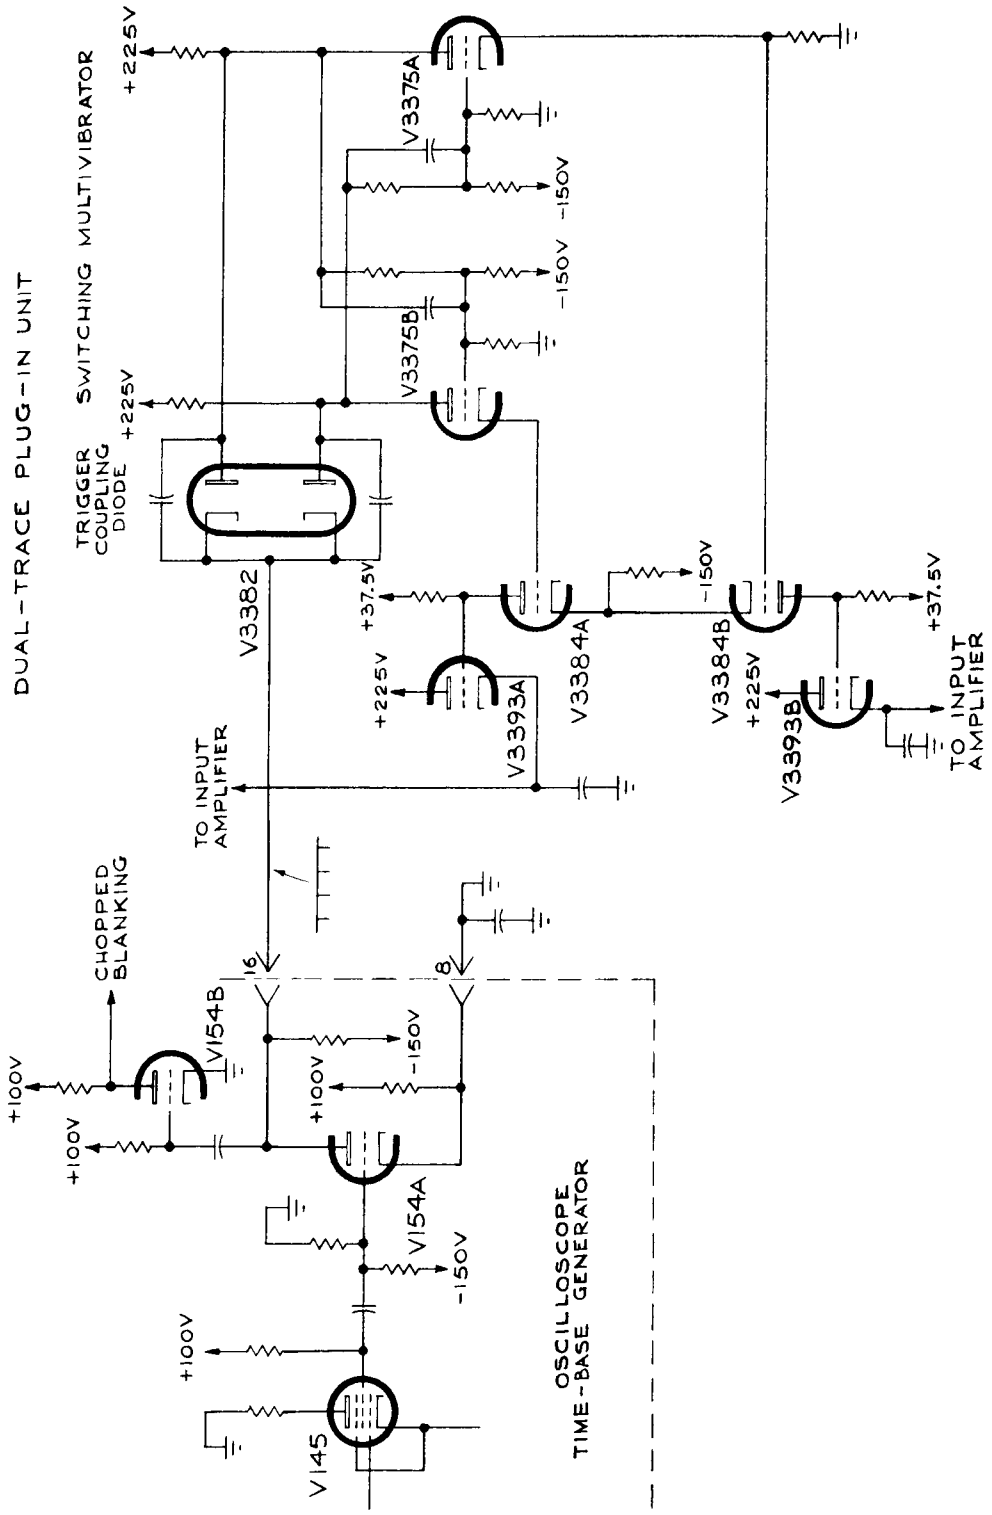 DUAL-TRACE PLUG-IN UNIT
SWITCHING MULTIVIBRATOR
+225V
+225V
TRIGGER
COUPLING
DIODE
V3382
V3375A
V3375B
-150V
-150V
+37.5V
+225V
V3393A
V3384A
-150V
V3384B
+225V
V3393B
+37.5V
TO INPUT
AMPLIFIER
TO INPUT
AMPLIFIER
CHOPPED
BLANKING
16
8
+100V
V154B
+100V
-150V
+100V
V154A
-150V
+100V
V145
OSCILLOSCOPE
TIME-BASE GENERATOR